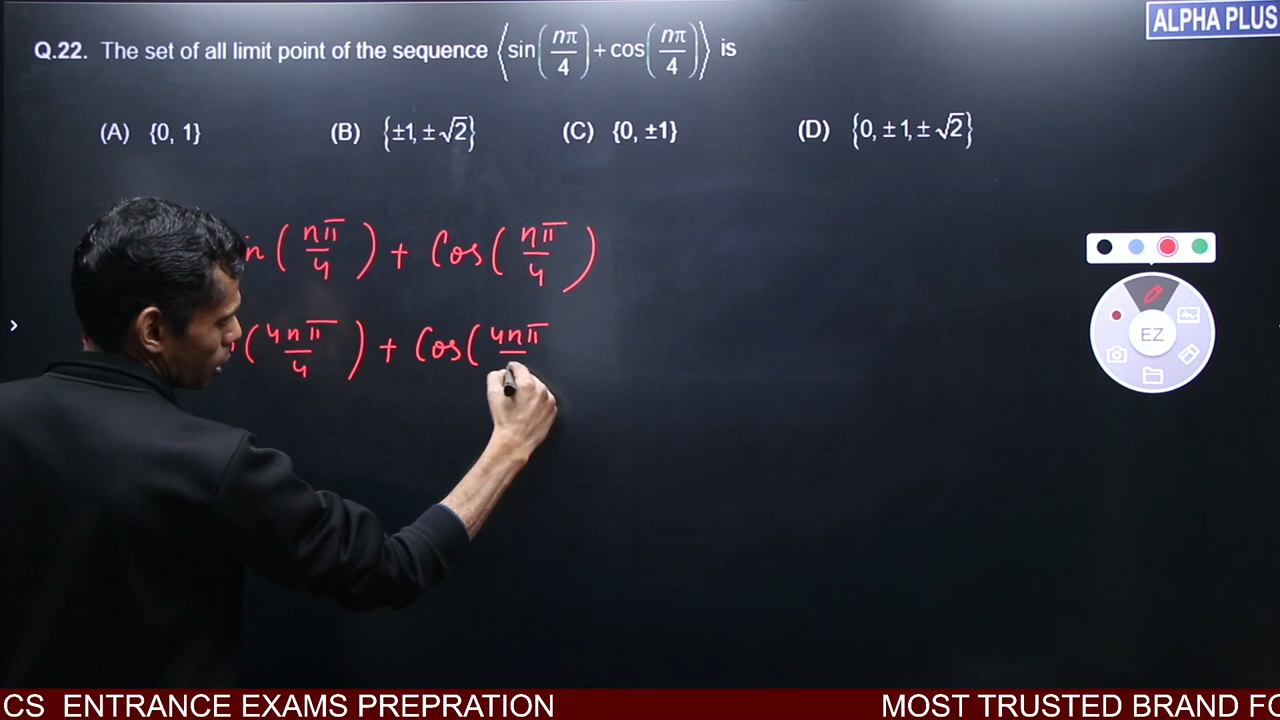 ALPHA PLUS
Q.22. The set of all limit point of the sequence ⟨sin(nπ/4)+cos(nπ/4)⟩ is
(A) {0, 1} (B) {±1, ±√2} (C) {0, ±1} (D) {0, ±1, ±√2}
n(nπ/4) + Cos(nπ/4)
(4nπ/4) + Cos(4nπ
EZ
CS ENTRANCE EXAMS PREPRATION MOST TRUSTED BRAND FO